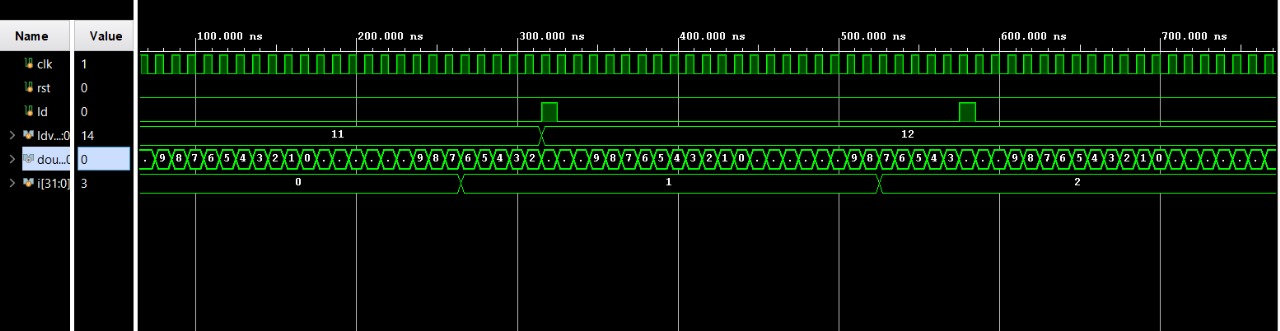 Name Value 100.000 ns 200.000 ns 300.000 ns 400.000 ns 500.000 ns 600.000 ns 700.000 ns
clk 1
rst 0
ld 0
ldv...:0 14 11 12
dou...0 0 . 9 8 7 6 5 4 3 2 1 0 . . . . . . 9 8 7 6 5 4 3 2 . . . 9 8 7 6 5 4 3 2 1 0 . . . . . . 9 8 7 6 5 4 3 . . . 9 8 7 6 5 4 3 2 1 0 . . . . . .
i[31:0] 3 0 1 2